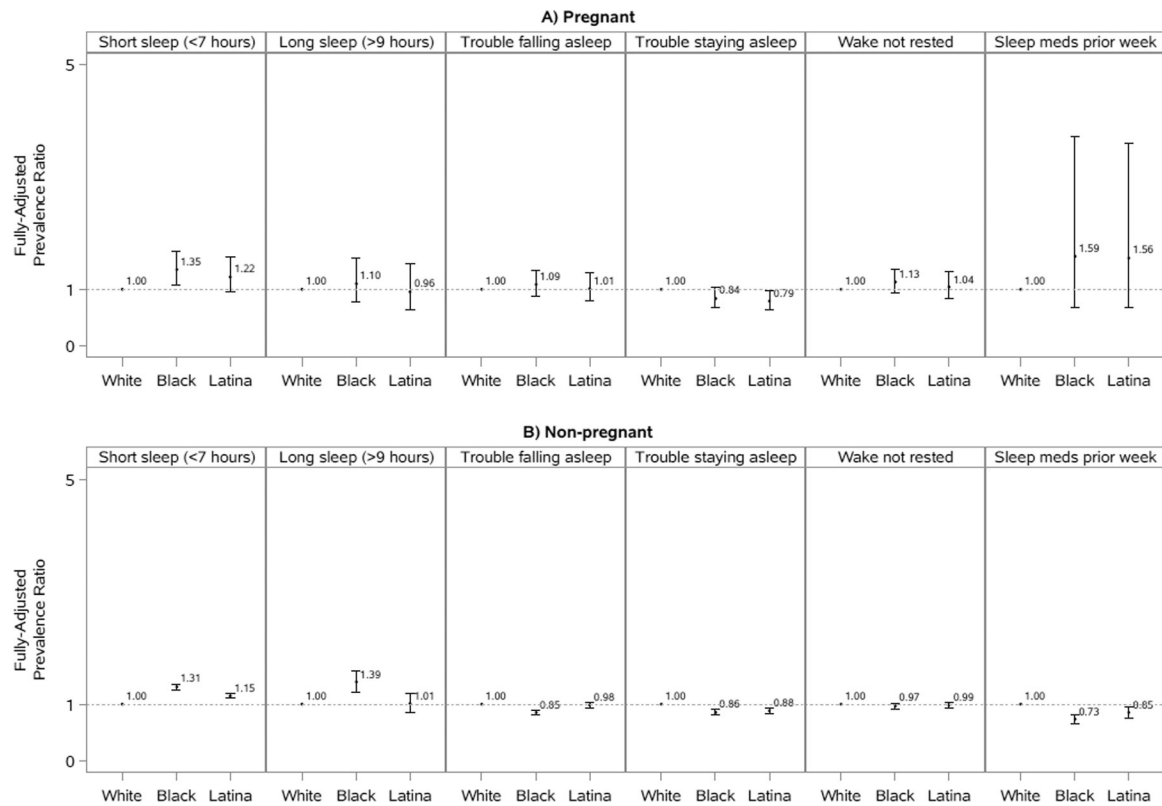 A) Pregnant
Short sleep (<7 hours) Long sleep (>9 hours) Trouble falling asleep Trouble staying asleep Wake not rested Sleep meds prior week
5
Fully-Adjusted
Prevalence Ratio
1.59 1.56
1.35 1.22 1.10 0.96 1.09 1.01 0.84 0.79 1.13 1.04
1.00 1.00 1.00 1.00 1.00 1.00
1
0
White Black Latina White Black Latina White Black Latina White Black Latina White Black Latina White Black Latina
B) Non-pregnant
Short sleep (<7 hours) Long sleep (>9 hours) Trouble falling asleep Trouble staying asleep Wake not rested Sleep meds prior week
5
Fully-Adjusted
Prevalence Ratio
1.31 1.15 1.39 1.01 0.85 0.98 0.86 0.88 0.97 0.99 0.73 0.85
1.00 1.00 1.00 1.00 1.00 1.00
1
0
White Black Latina White Black Latina White Black Latina White Black Latina White Black Latina White Black Latina